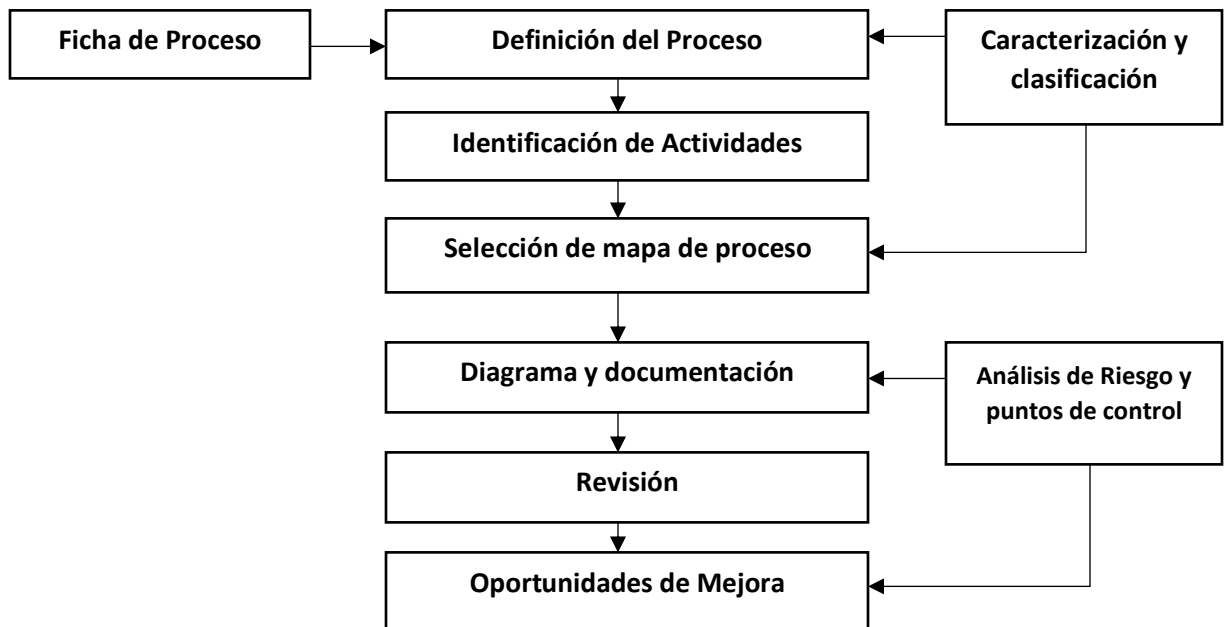 Ficha de Proceso
Definición del Proceso
Caracterización y
clasificación
Identificación de Actividades
Selección de mapa de proceso
Diagrama y documentación
Análisis de Riesgo y
puntos de control
Revisión
Oportunidades de Mejora